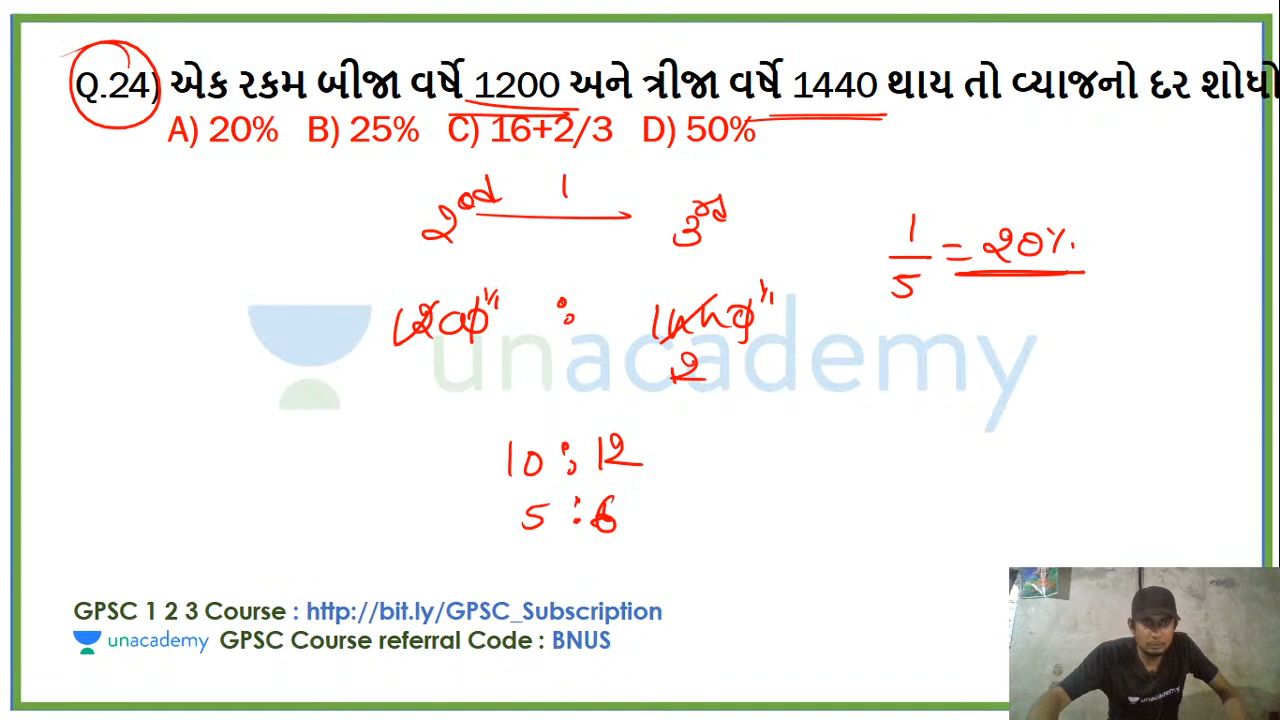 Q.24) એક રકમ બીજા વર્ષે 1200 અને ત્રીજા વર્ષે 1440 થાય તો વ્યાજનો દર શોધો
A) 20% B) 25% C) 16+2/3 D) 50%
2nd 1 3rd
1/5 = 20%
1200 : 1440
2
10 : 12
5 : 6
unacademy
GPSC 1 2 3 Course : http://bit.ly/GPSC_Subscription
unacademy GPSC Course referral Code : BNUS
unacademy